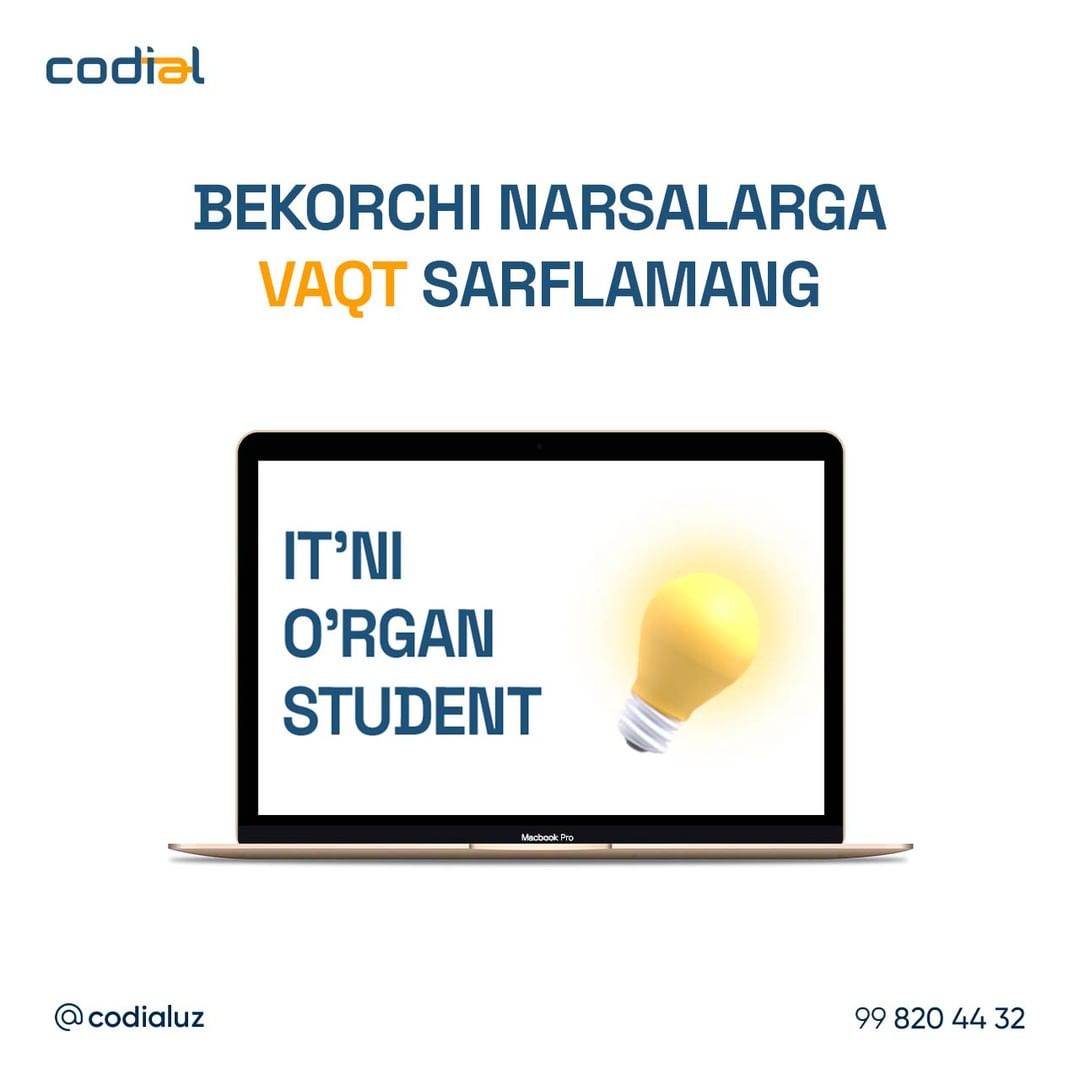 codial
BEKORCHI NARSALARGA
VAQT SARFLAMANG
IT’NI
O’RGAN
STUDENT
Macbook Pro
@codialuz
99 820 44 32